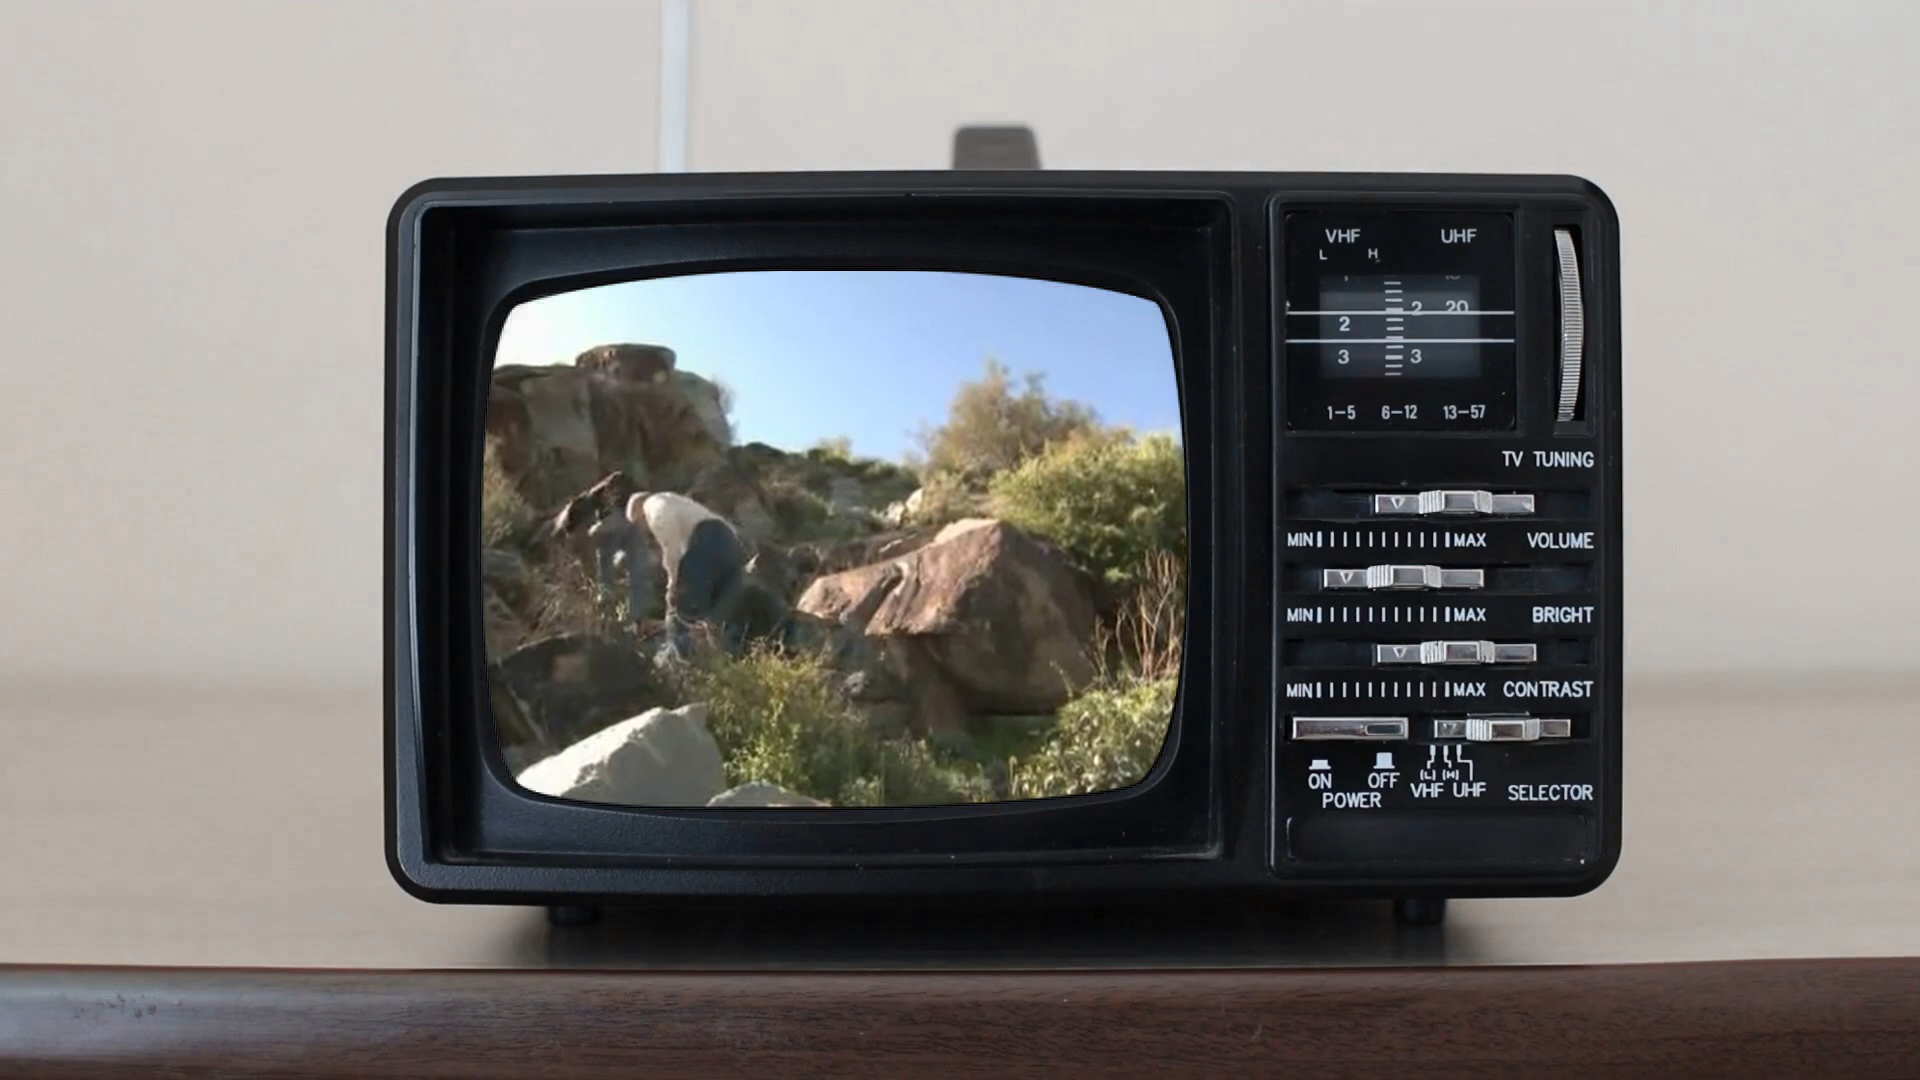 VHF UHF
L H
2 20
2
3 3
1-5 6-12 13-57
TV TUNING
MIN MAX VOLUME
MIN MAX BRIGHT
MIN MAX CONTRAST
ON OFF (L) (H)
POWER VHF UHF SELECTOR